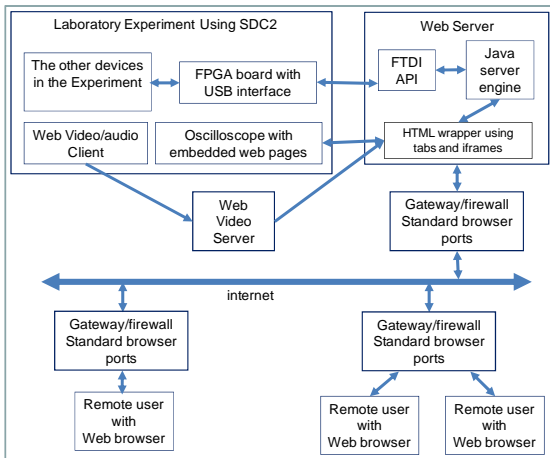 Laboratory Experiment Using SDC2
The other devices
in the Experiment
FPGA board with
USB interface
Web Video/audio
Client
Oscilloscope with
embedded web pages
Web Server
FTDI
API
Java
server
engine
HTML wrapper using
tabs and iframes
Web
Video
Server
Gateway/firewall
Standard browser
ports
internet
Gateway/firewall
Standard browser
ports
Gateway/firewall
Standard browser
ports
Remote user
with
Web browser
Remote user
with
Web browser
Remote user
with
Web browser